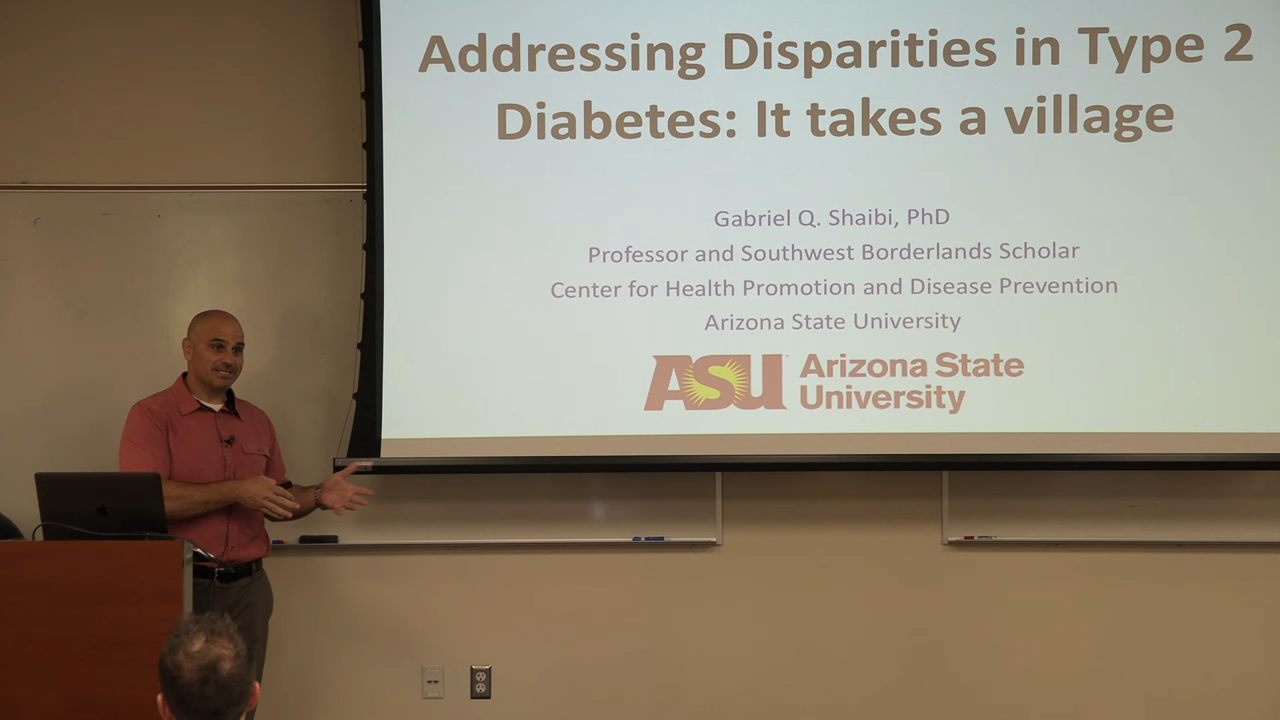 Addressing Disparities in Type 2
Diabetes: It takes a village
Gabriel Q. Shaibi, PhD
Professor and Southwest Borderlands Scholar
Center for Health Promotion and Disease Prevention
Arizona State University
ASU Arizona State
University